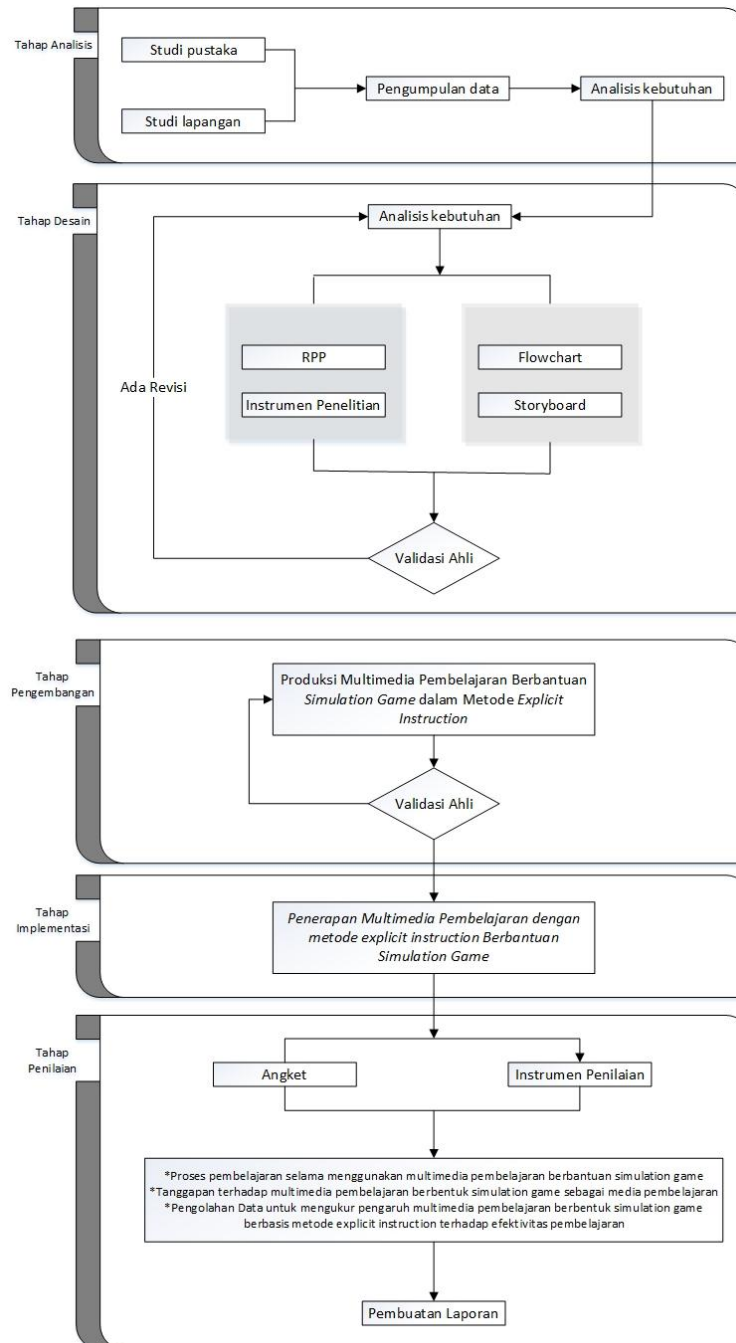 Tahap Analisis
Studi pustaka
Studi lapangan
Pengumpulan data
Analisis kebutuhan
Tahap Desain
Analisis kebutuhan
Ada Revisi
RPP
Instrumen Penelitian
Flowchart
Storyboard
Validasi Ahli
Tahap
Pengembangan
Produksi Multimedia Pembelajaran Berbantuan
Simulation Game dalam Metode Explicit
Instruction
Validasi Ahli
Tahap
Implementasi
Penerapan Multimedia Pembelajaran dengan
metode explicit instruction Berbantuan
Simulation Game
Tahap
Penilaian
Angket
Instrumen Penilaian
*Proses pembelajaran selama menggunakan multimedia pembelajaran berbantuan simulation game
*Tanggapan terhadap multimedia pembelajaran berbentuk simulation game sebagai media pembelajaran
*Pengolahan Data untuk mengukur pengaruh multimedia pembelajaran berbentuk simulation game
berbasis metode explicit instruction terhadap efektivitas pembelajaran
Pembuatan Laporan